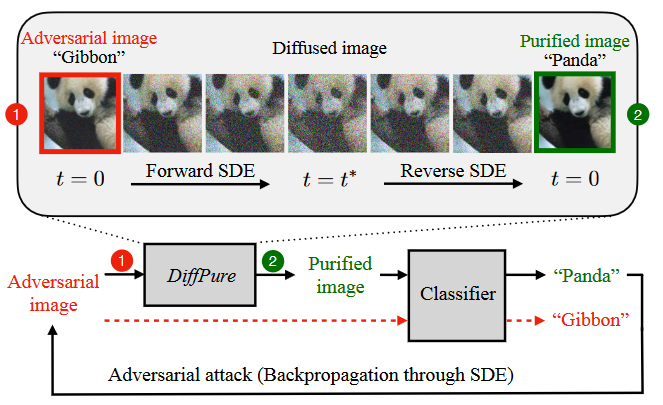 Adversarial image
“Gibbon”
Diffused image
Purified image
“Panda”
1
2
t = 0
Forward SDE
t = t*
Reverse SDE
t = 0
1
2
Adversarial
image
DiffPure
Purified
image
Classifier
“Panda”
“Gibbon”
Adversarial attack (Backpropagation through SDE)